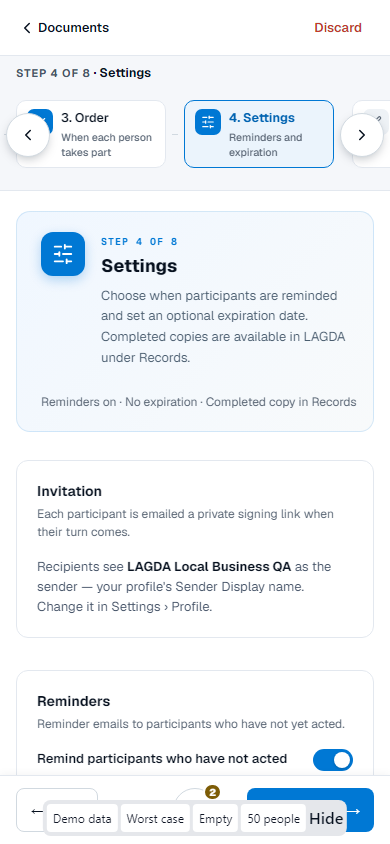 Documents
Discard
STEP 4 OF 8 · Settings
3. Order
When each person
takes part
4. Settings
Reminders and
expiration
STEP 4 OF 8
Settings
Choose when participants are reminded
and set an optional expiration date.
Completed copies are available in LAGDA
under Records.
Reminders on · No expiration · Completed copy in Records
Invitation
Each participant is emailed a private signing link when
their turn comes.
Recipients see LAGDA Local Business QA as the
sender — your profile's Sender Display name.
Change it in Settings › Profile.
Reminders
Reminder emails to participants who have not yet acted.
Remind participants who have not acted
2
Demo data
Worst case
Empty
50 people
Hide